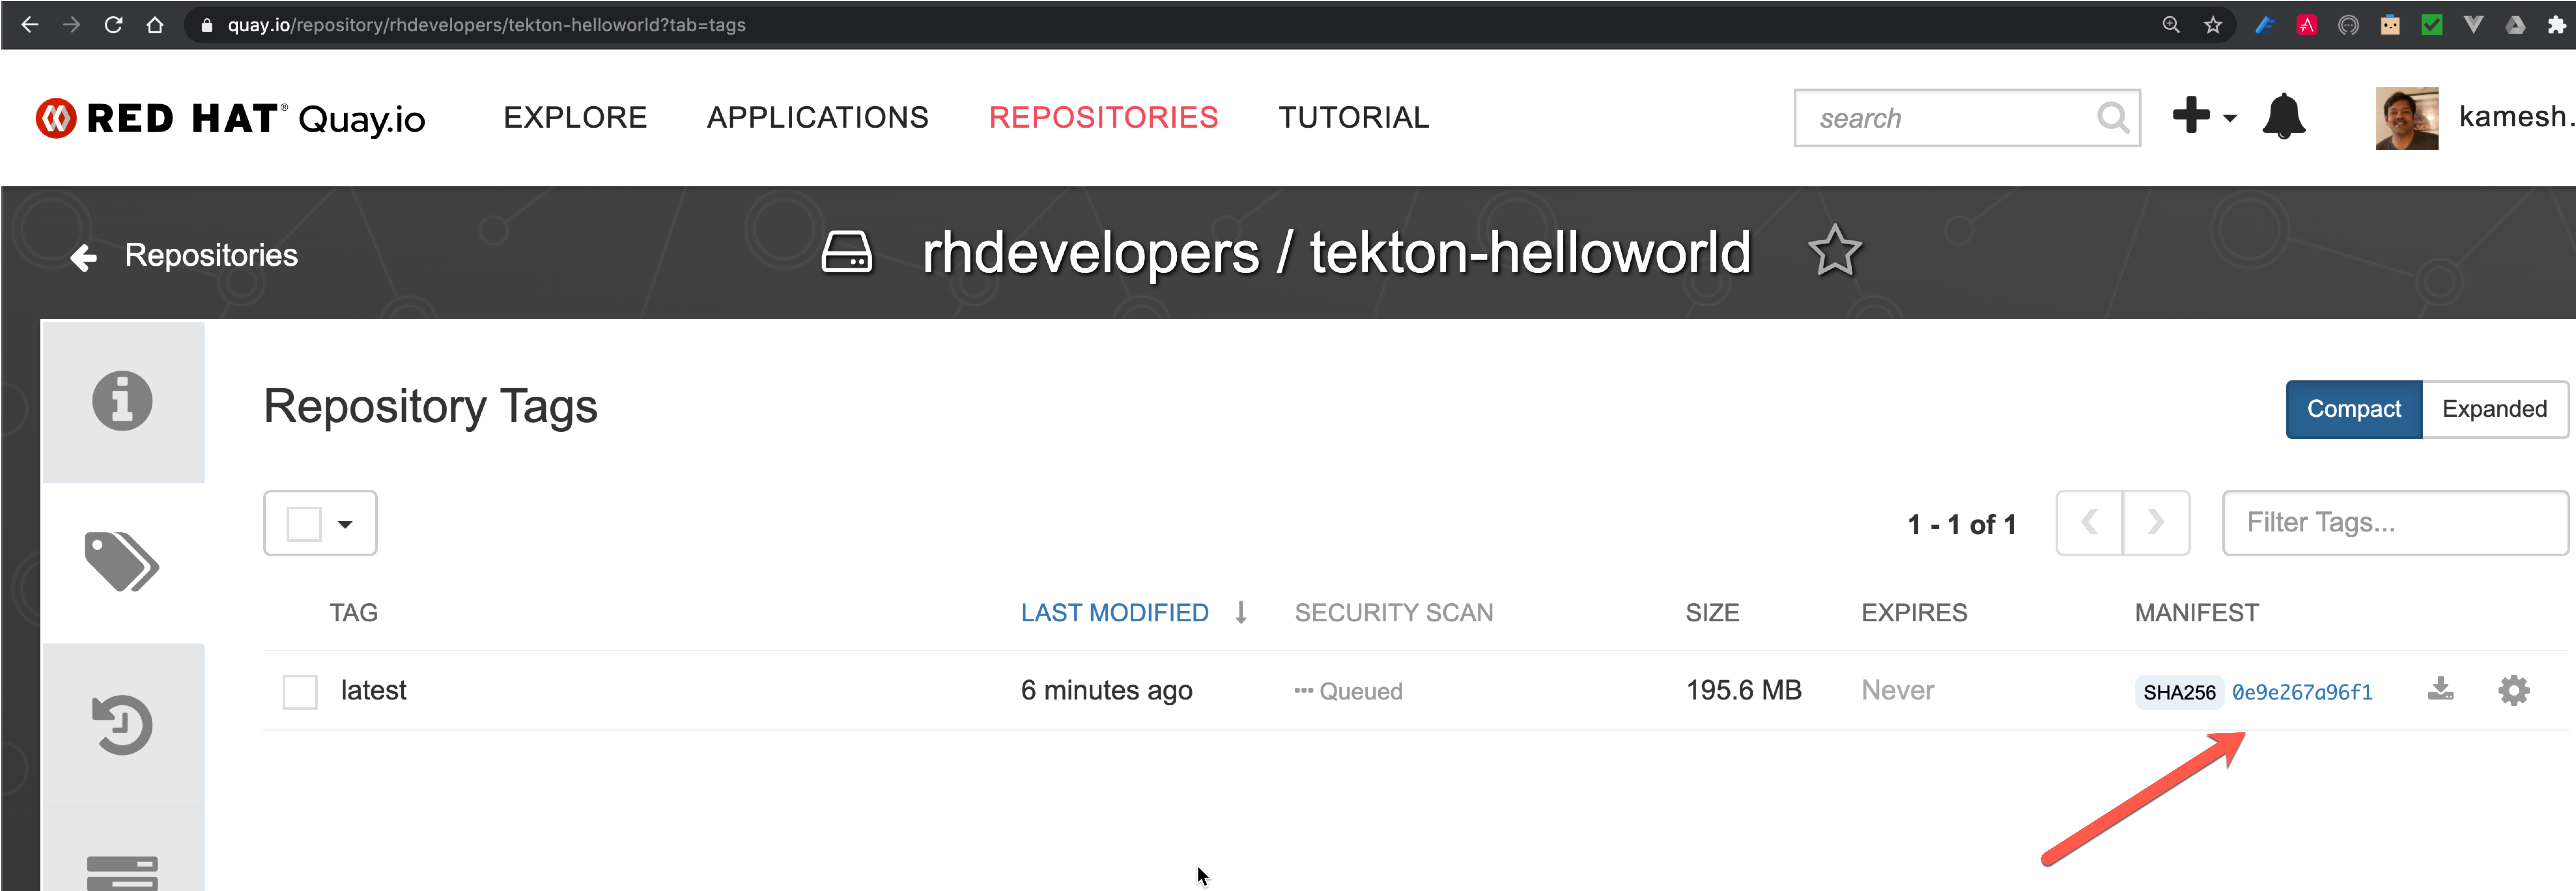 quay.io/repository/rhdevelopers/tekton-helloworld?tab=tags
RED HAT® Quay.io EXPLORE APPLICATIONS REPOSITORIES TUTORIAL search kamesh.
Repositories rhdevelopers / tekton-helloworld
Repository Tags Compact Expanded
1 - 1 of 1 Filter Tags...
TAG LAST MODIFIED SECURITY SCAN SIZE EXPIRES MANIFEST
latest 6 minutes ago Queued 195.6 MB Never SHA256 0e9e267a96f1